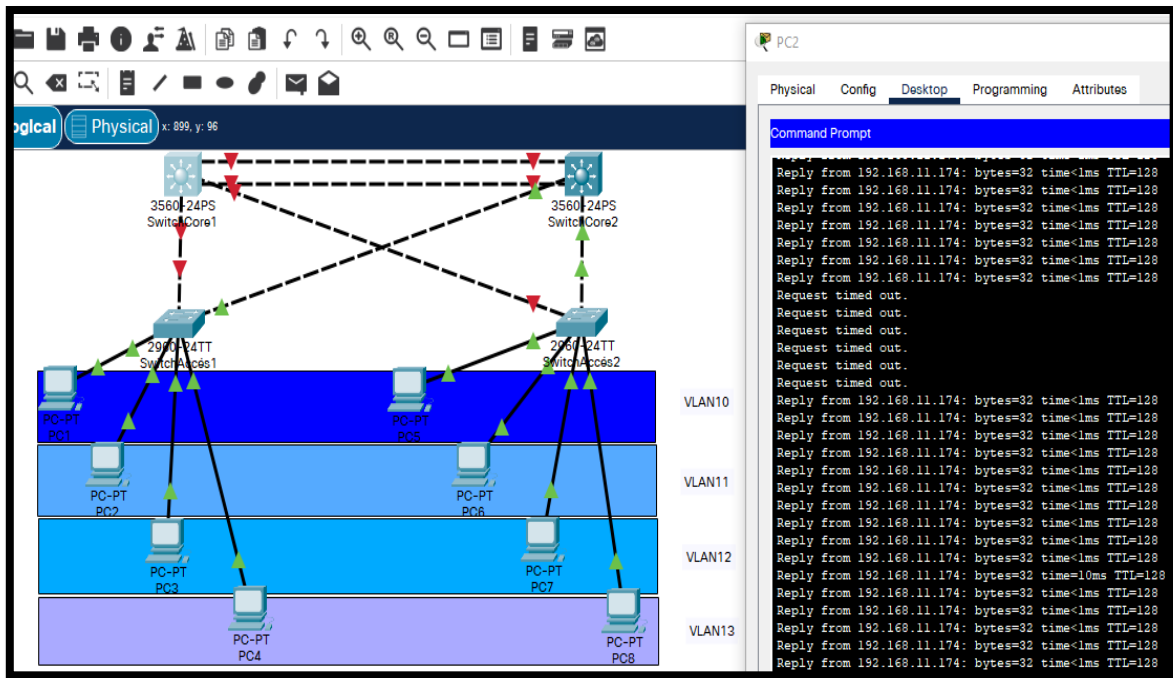 ogical
Physical
x: 899, y: 96
3560-24PS
SwitchCore1
3560-24PS
SwitchCore2
24TT
SwitchAccés1
2960-24TT
SwitchAccés2
PC-PT
PC1
PC-PT
PC5
VLAN10
PC-PT
PC2
PC-PT
PC6
VLAN11
PC-PT
PC3
PC-PT
PC7
VLAN12
PC-PT
PC4
PC-PT
PC8
VLAN13
PC2
Physical Config Desktop Programming Attributes
Command Prompt
Reply from 192.168.11.174: bytes=32 time<1ms TTL=128
Reply from 192.168.11.174: bytes=32 time<1ms TTL=128
Reply from 192.168.11.174: bytes=32 time<1ms TTL=128
Reply from 192.168.11.174: bytes=32 time<1ms TTL=128
Reply from 192.168.11.174: bytes=32 time<1ms TTL=128
Reply from 192.168.11.174: bytes=32 time<1ms TTL=128
Reply from 192.168.11.174: bytes=32 time<1ms TTL=128
Request timed out.
Request timed out.
Request timed out.
Request timed out.
Request timed out.
Request timed out.
Reply from 192.168.11.174: bytes=32 time<1ms TTL=128
Reply from 192.168.11.174: bytes=32 time<1ms TTL=128
Reply from 192.168.11.174: bytes=32 time<1ms TTL=128
Reply from 192.168.11.174: bytes=32 time<1ms TTL=128
Reply from 192.168.11.174: bytes=32 time<1ms TTL=128
Reply from 192.168.11.174: bytes=32 time<1ms TTL=128
Reply from 192.168.11.174: bytes=32 time<1ms TTL=128
Reply from 192.168.11.174: bytes=32 time<1ms TTL=128
Reply from 192.168.11.174: bytes=32 time<1ms TTL=128
Reply from 192.168.11.174: bytes=32 time<1ms TTL=128
Reply from 192.168.11.174: bytes=32 time=10ms TTL=128
Reply from 192.168.11.174: bytes=32 time<1ms TTL=128
Reply from 192.168.11.174: bytes=32 time<1ms TTL=128
Reply from 192.168.11.174: bytes=32 time<1ms TTL=128
Reply from 192.168.11.174: bytes=32 time<1ms TTL=128
Reply from 192.168.11.174: bytes=32 time<1ms TTL=128